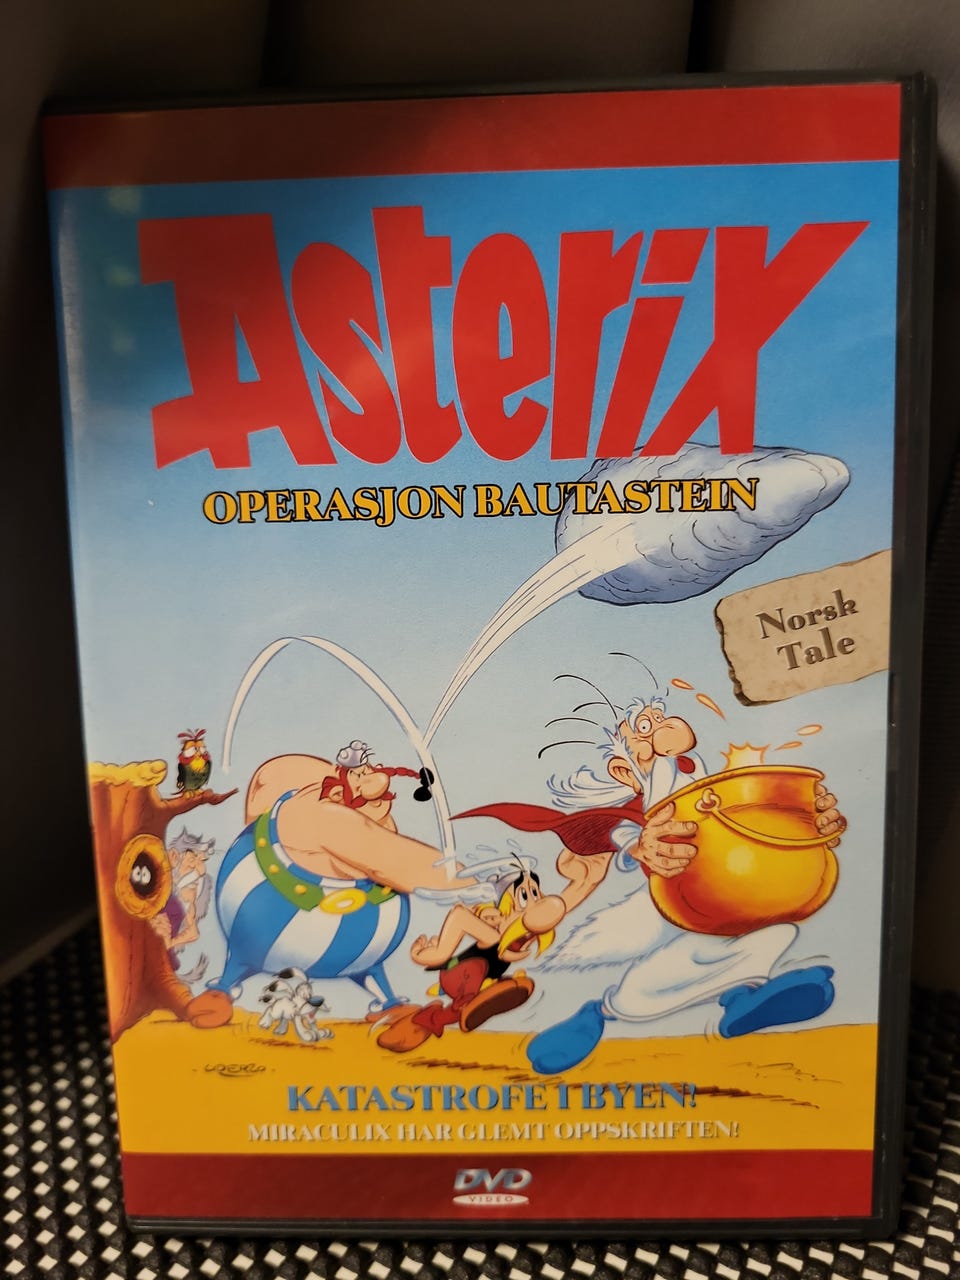 Asterix
OPERASJON BAUTASTEIN
Norsk
Tale
UDERZO
KATASTROFE I BYEN!
MIRACULIX HAR GLEMT OPPSKRIFTEN!
DVD
VIDEO